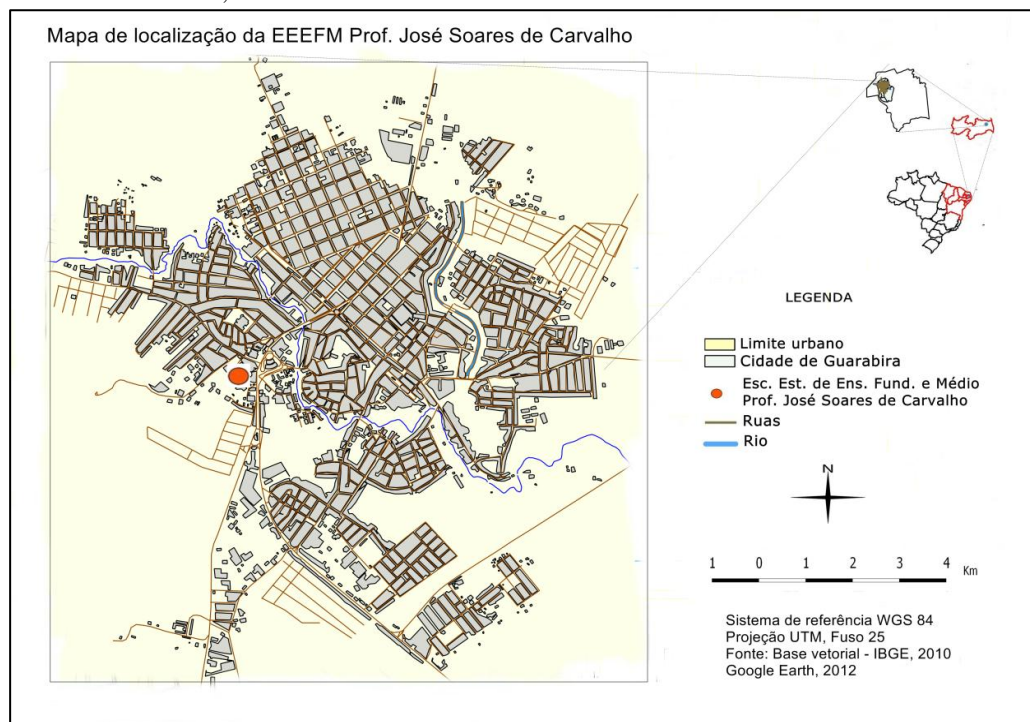 Mapa de localização da EEEFM Prof. José Soares de Carvalho
LEGENDA
Limite urbano
Cidade de Guarabira
Esc. Est. de Ens. Fund. e Médio
Prof. José Soares de Carvalho
Ruas
Rio
N
1 0 1 2 3 4 Km
Sistema de referência WGS 84
Projeção UTM, Fuso 25
Fonte: Base vetorial - IBGE, 2010
Google Earth, 2012